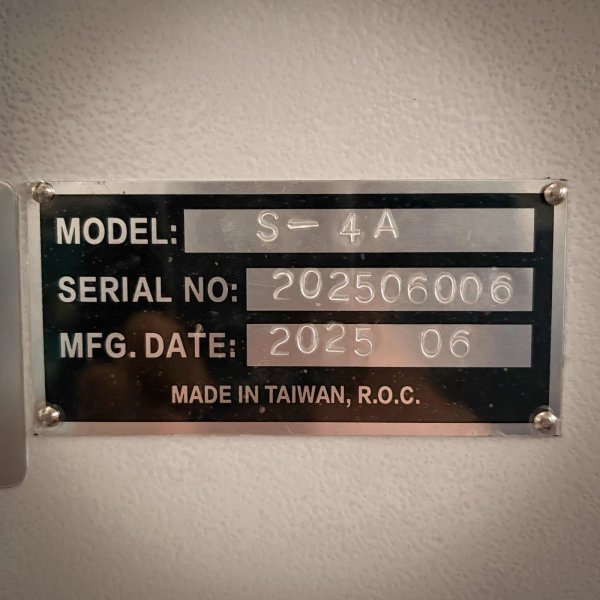 MODEL: S-4A
SERIAL NO: 202506006
MFG. DATE: 2025 06
MADE IN TAIWAN, R.O.C.